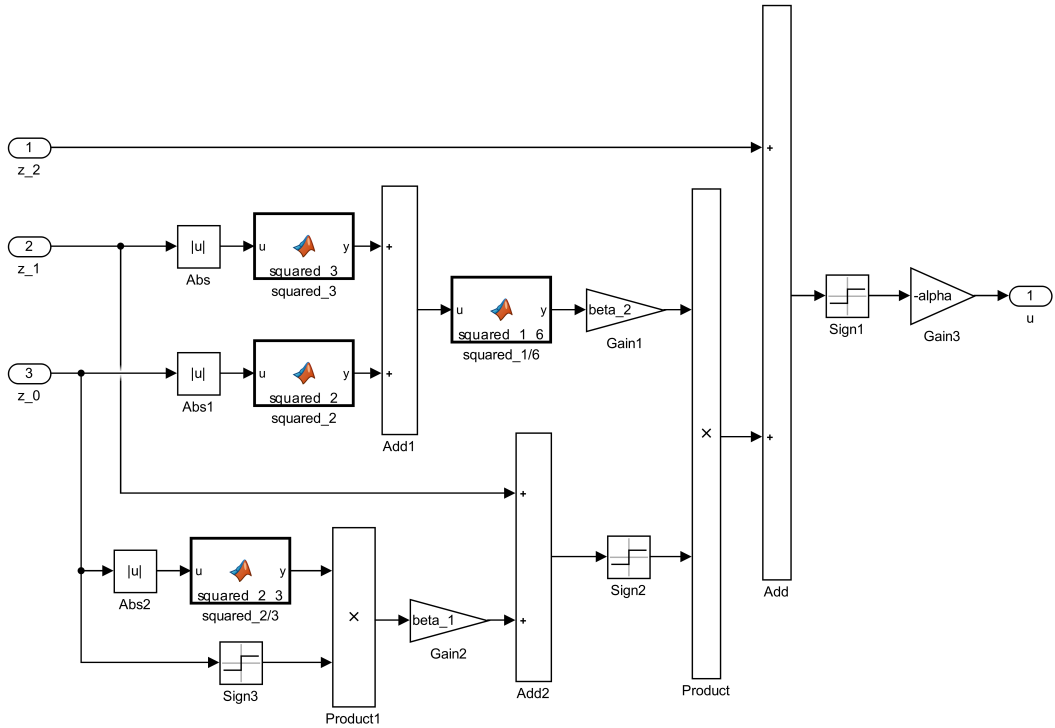 1
+
z_2
2
|u|
u
y
+
z_1
squared_3
Abs
squared_3
-alpha
1
Sign1
u
Gain3
u
y
beta_2
squared_1_6
Gain1
squared_1/6
3
|u|
u
y
+
z_0
squared_2
Abs1
squared_2
×
+
Add1
+
|u|
u
y
squared_2_3
Sign2
Add
Abs2
squared_2/3
×
beta_1
+
Gain2
Sign3
Add2
Product
Product1